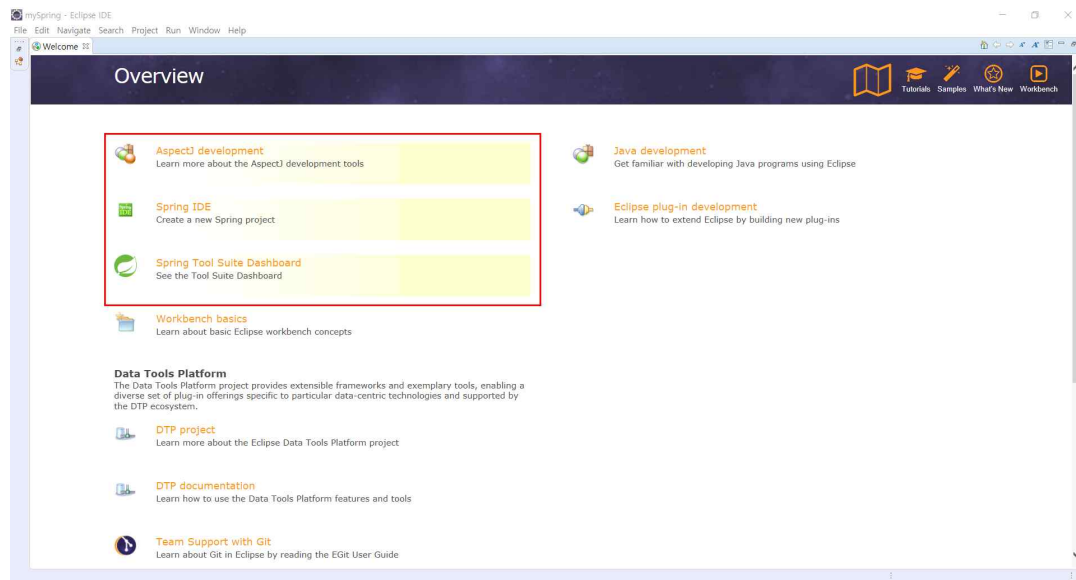 mySpring - Eclipse IDE
File Edit Navigate Search Project Run Window Help
Welcome
Overview
Tutorials Samples What's New Workbench
AspectJ development
Learn more about the AspectJ development tools
Java development
Get familiar with developing Java programs using Eclipse
Spring IDE
Create a new Spring project
Eclipse plug-in development
Learn how to extend Eclipse by building new plug-ins
Spring Tool Suite Dashboard
See the Tool Suite Dashboard
Workbench basics
Learn about basic Eclipse workbench concepts
Data Tools Platform
The Data Tools Platform project provides extensible frameworks and exemplary tools, enabling a
diverse set of plug-in offerings specific to particular data-centric technologies and supported by
the DTP ecosystem.
DTP project
Learn more about the Eclipse Data Tools Platform project
DTP documentation
Learn how to use the Data Tools Platform features and tools
Team Support with Git
Learn about Git in Eclipse by reading the EGit User Guide